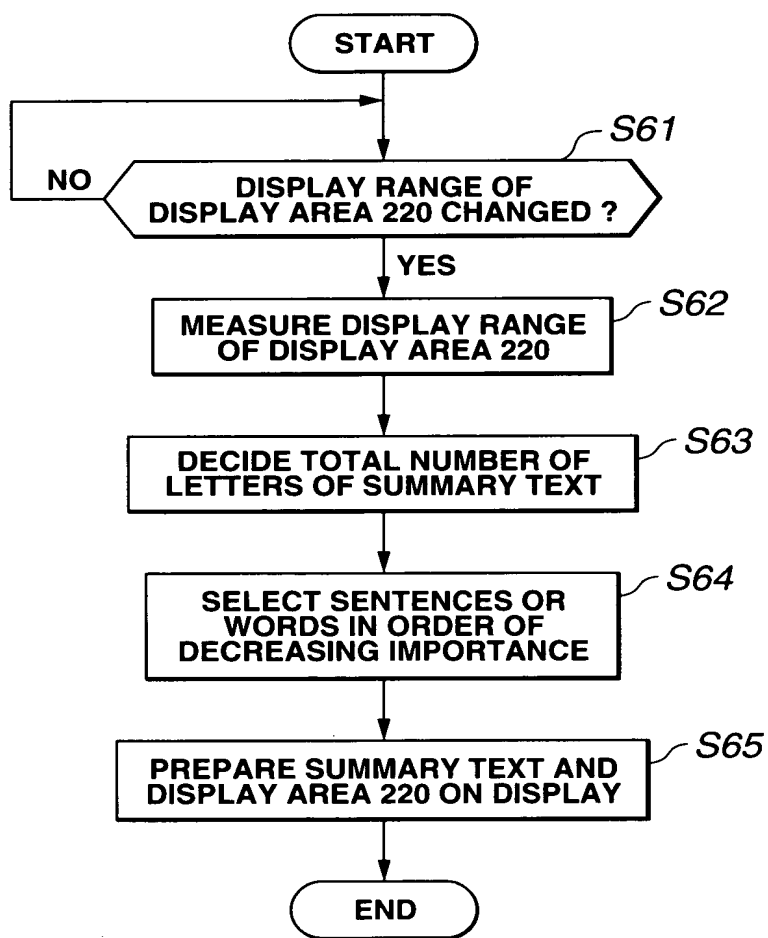 START
S61
NO
DISPLAY RANGE OF
DISPLAY AREA 220 CHANGED ?
YES
S62
MEASURE DISPLAY RANGE
OF DISPLAY AREA 220
S63
DECIDE TOTAL NUMBER OF
LETTERS OF SUMMARY TEXT
S64
SELECT SENTENCES OR
WORDS IN ORDER OF
DECREASING IMPORTANCE
S65
PREPARE SUMMARY TEXT AND
DISPLAY AREA 220 ON DISPLAY
END